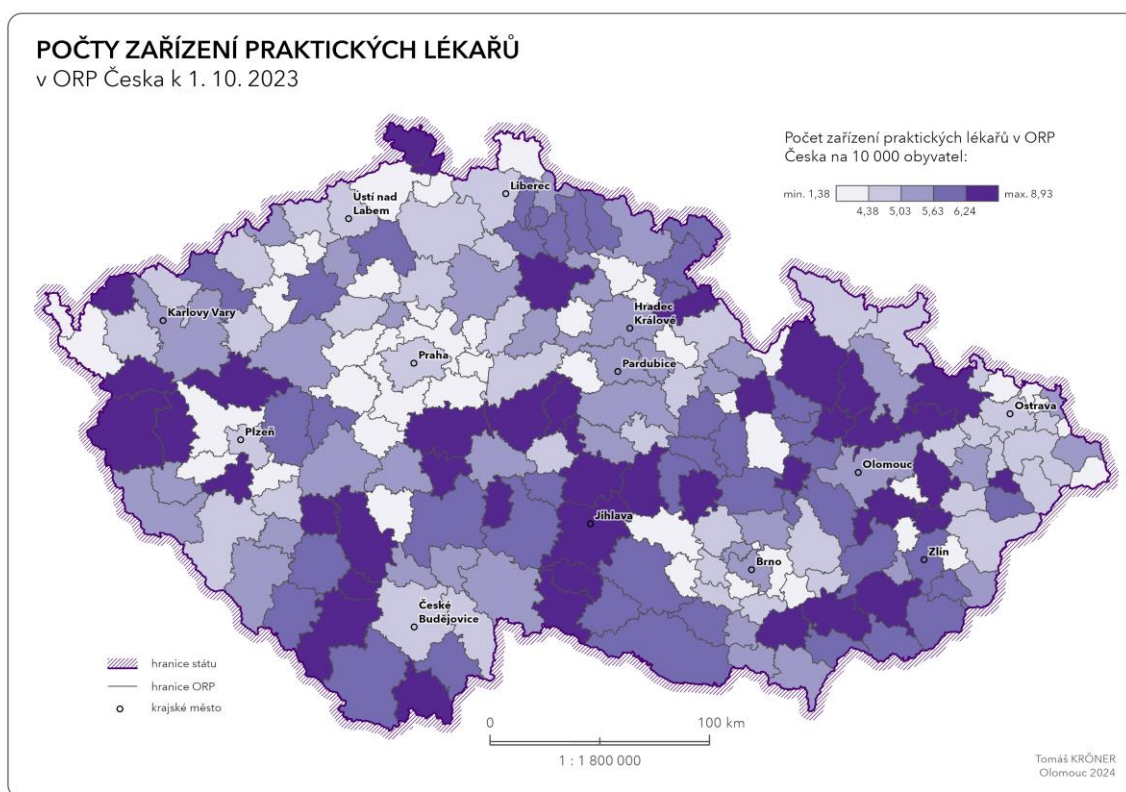 POČTY ZAŘÍZENÍ PRAKTICKÝCH LÉKAŘŮ
v ORP Česka k 1. 10. 2023
Počet zařízení praktických lékařů v ORP
Česka na 10 000 obyvatel:
min. 1,38
max. 8,93
4,38 5,03 5,63 6,24
Liberec
Ústí nad
Labem
Karlovy Vary
Hradec
Králové
Praha
Pardubice
Plzeň
Ostrava
Olomouc
Jihlava
Brno
Zlín
České
Budějovice
hranice státu
hranice ORP
krajské město
0 100 km
1 : 1 800 000
Tomáš KRÖNER
Olomouc 2024